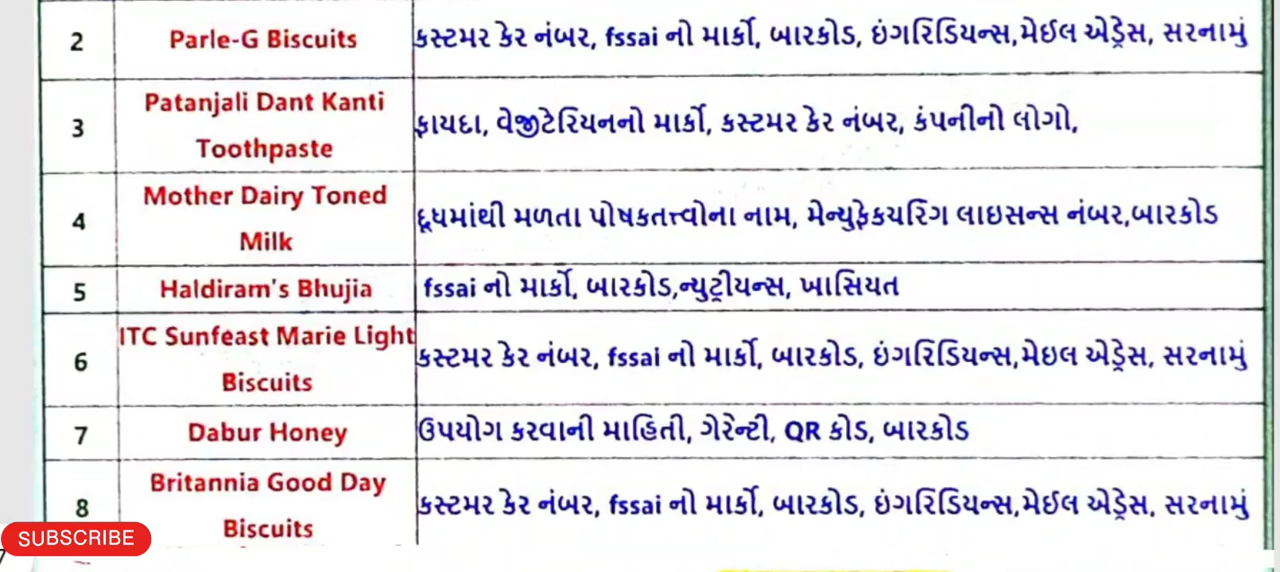 2 Parle-G Biscuits કસ્ટમર કેર નંબર, fssai નો માર્કો, બારકોડ, ઇંગરિડિયન્સ,મેઈલ એડ્રેસ, સરનામું
3 Patanjali Dant Kanti
Toothpaste ફાયદા, વેજીટેરિયનનો માર્કો, કસ્ટમર કેર નંબર, કંપનીનો લોગો,
4 Mother Dairy Toned
Milk દૂધમાંથી મળતા પોષકતત્ત્વોના નામ, મેન્યુફેકચરિંગ લાઇસન્સ નંબર,બારકોડ
5 Haldiram's Bhujia fssai નો માર્કો, બારકોડ,ન્યુટ્રીયન્સ, ખાસિયત
6 ITC Sunfeast Marie Light
Biscuits કસ્ટમર કેર નંબર, fssai નો માર્કો, બારકોડ, ઇંગરિડિયન્સ,મેઇલ એડ્રેસ, સરનામું
7 Dabur Honey ઉપયોગ કરવાની માહિતી, ગેરેન્ટી, QR કોડ, બારકોડ
8 Britannia Good Day
Biscuits કસ્ટમર કેર નંબર, fssai નો માર્કો, બારકોડ, ઇંગરિડિયન્સ,મેઈલ એડ્રેસ, સરનામું
SUBSCRIBE